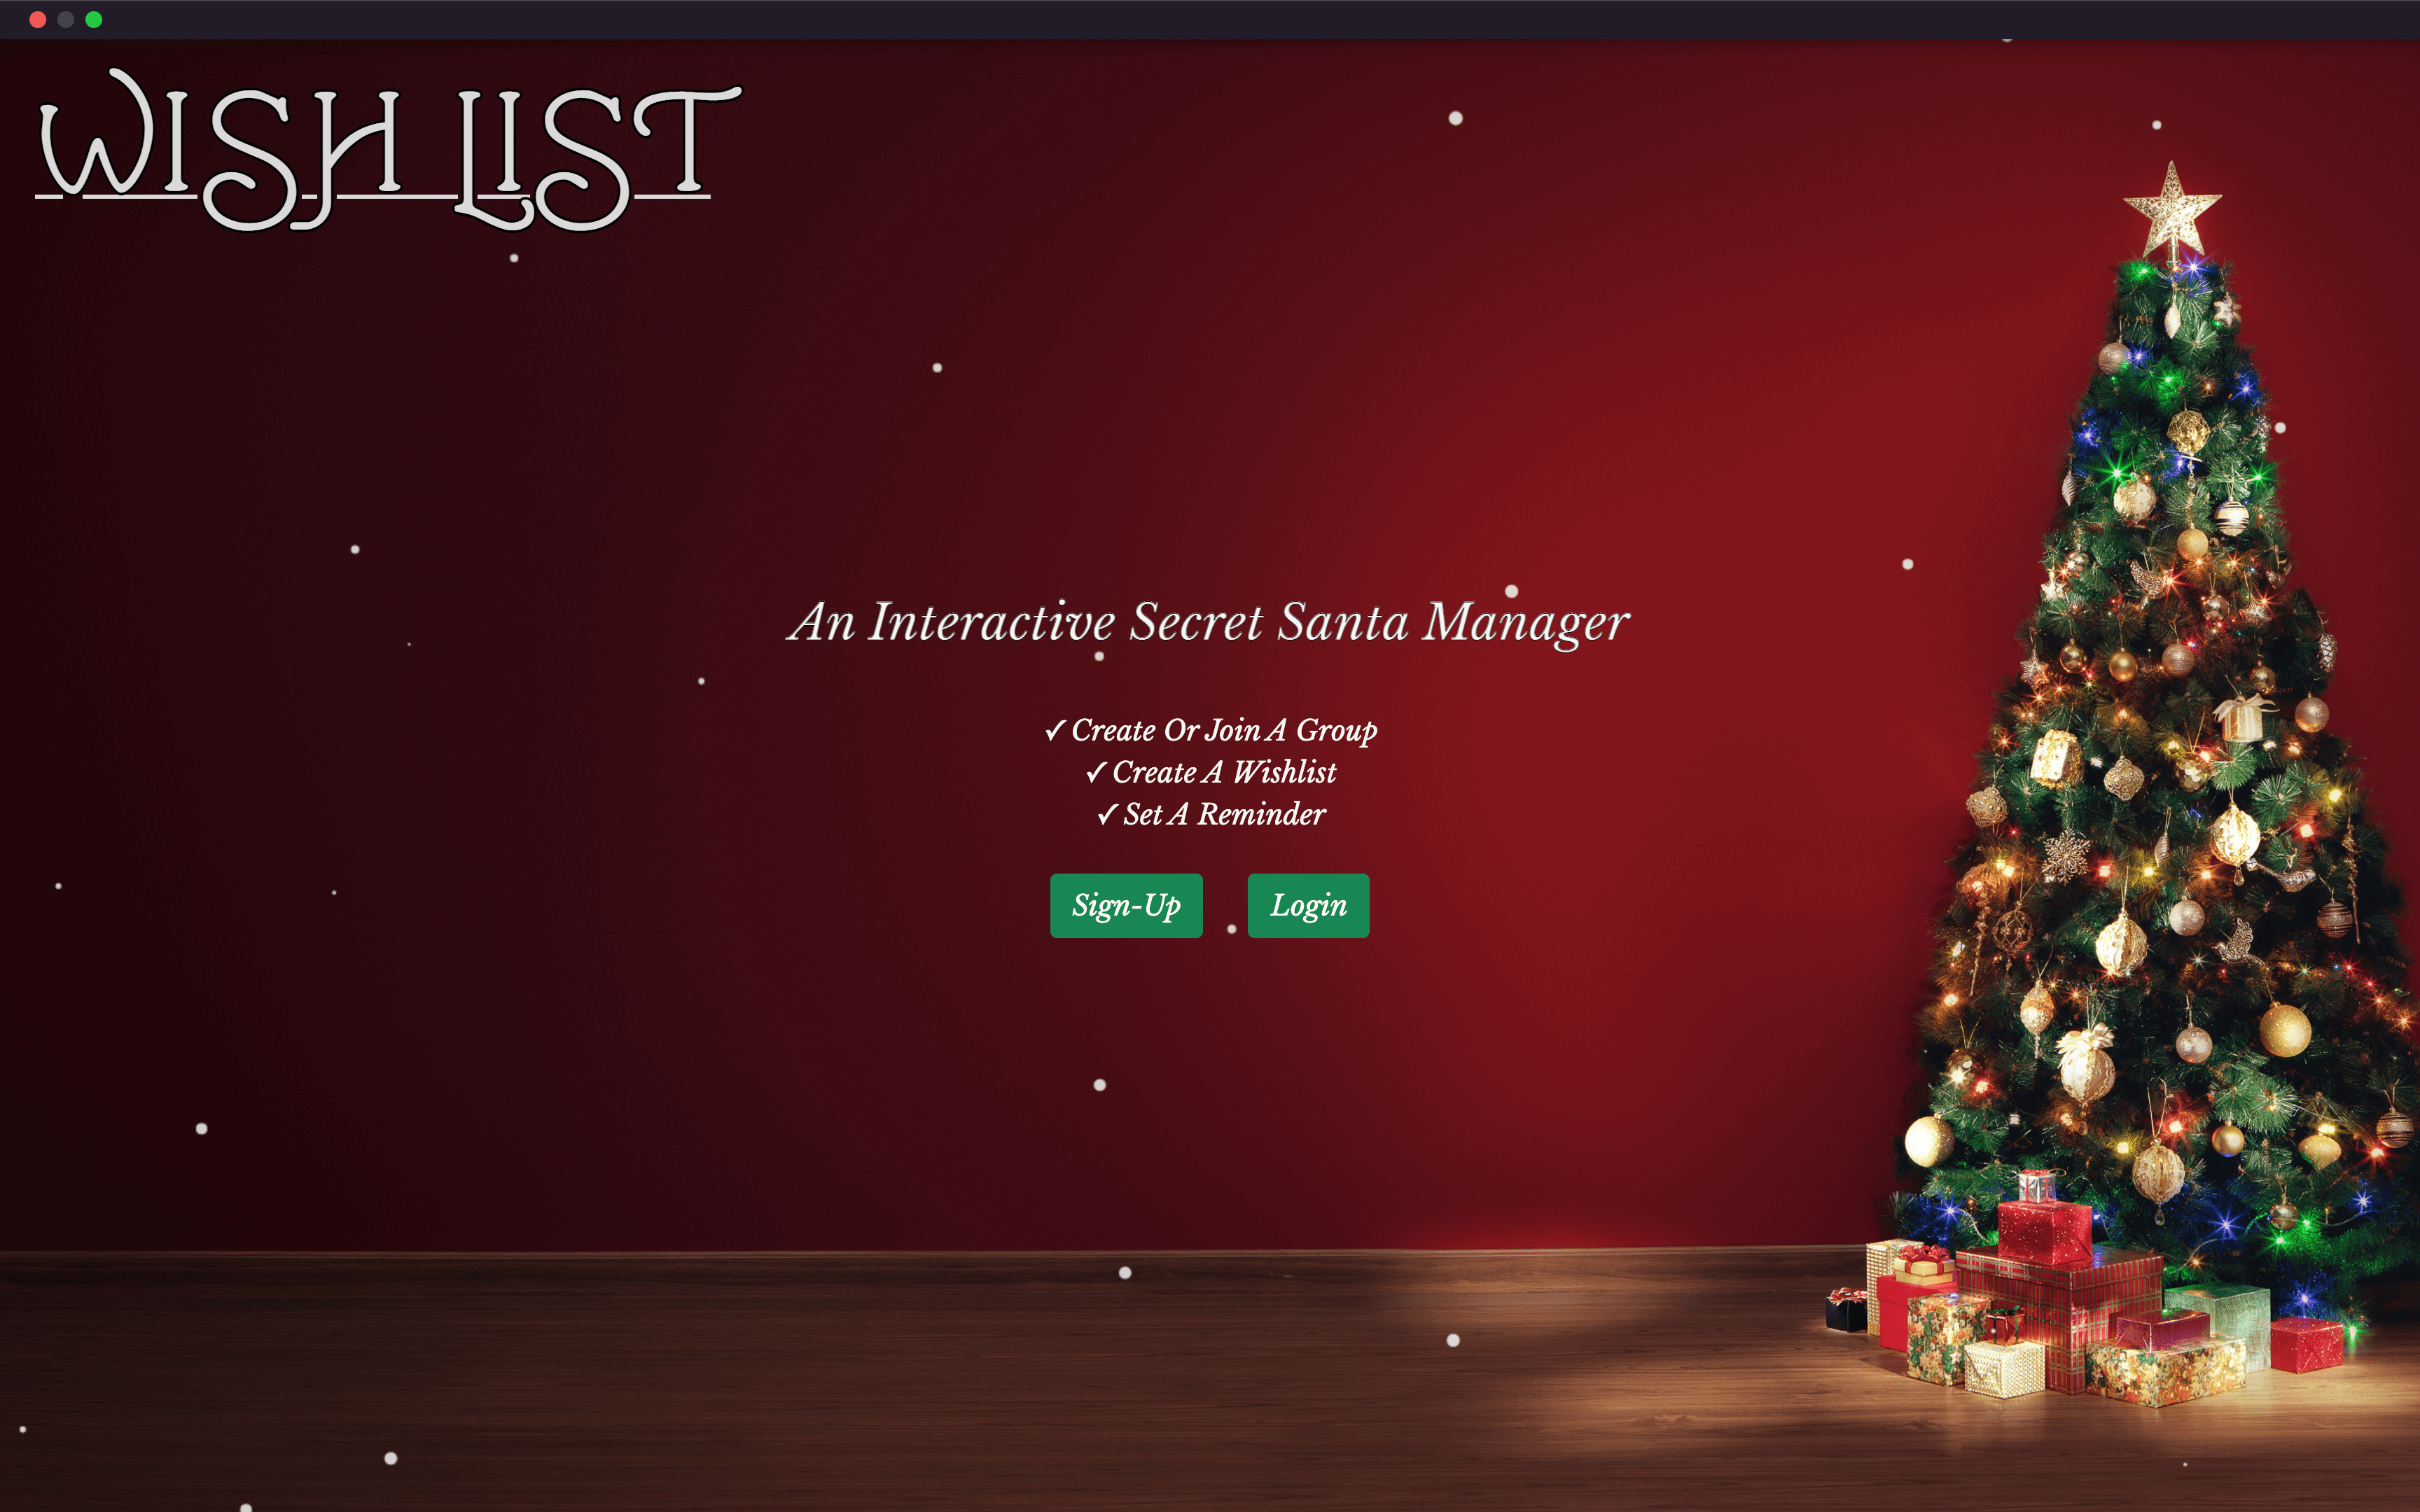 WISH LIST
An Interactive Secret Santa Manager
✓ Create Or Join A Group
✓ Create A Wishlist
✓ Set A Reminder
Sign-Up Login